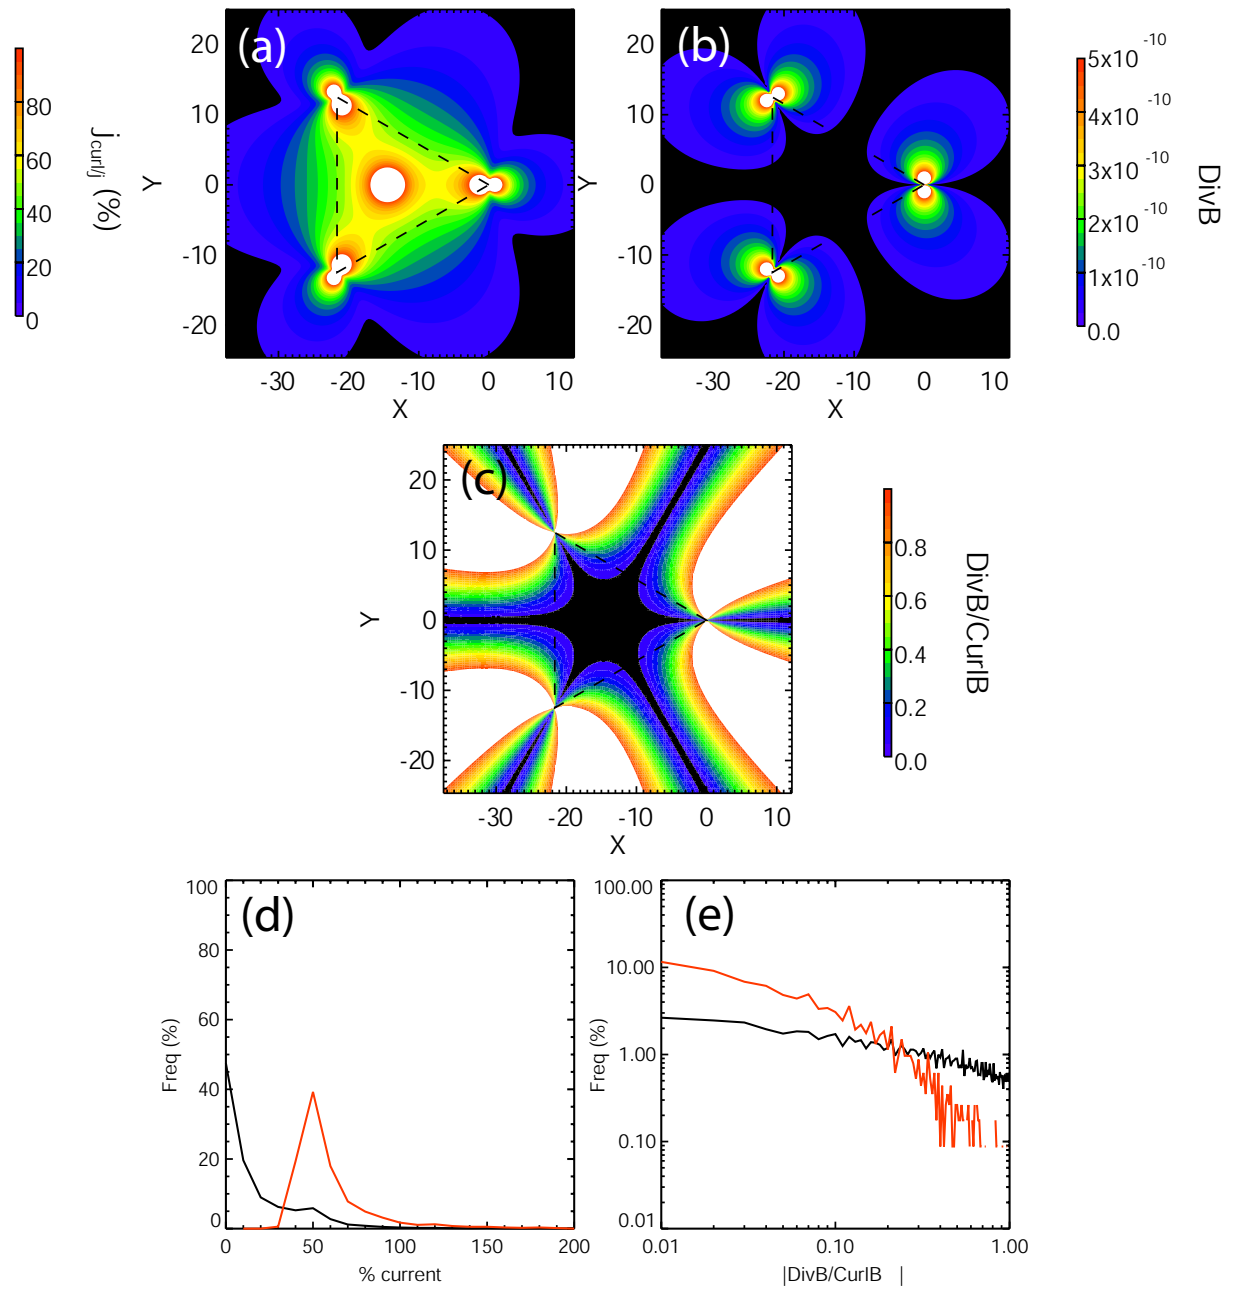 (a)
20
10
0
-10
-20
Y
-30 -20 -10 0 10
X
80
60
40
20
0
jcurl/j (%)
(b)
20
10
0
-10
-20
Y
-30 -20 -10 0 10
X
5x10-10
4x10-10
3x10-10
2x10-10
1x10-10
0.0
DivB
(c)
20
10
0
-10
-20
Y
-30 -20 -10 0 10
X
0.8
0.6
0.4
0.2
0.0
DivB/CurlB
(d)
100
80
60
40
20
0
Freq (%)
0 50 100 150 200
% current
(e)
100.00
10.00
1.00
0.10
0.01
Freq (%)
0.01 0.10 1.00
|DivB/CurlB |